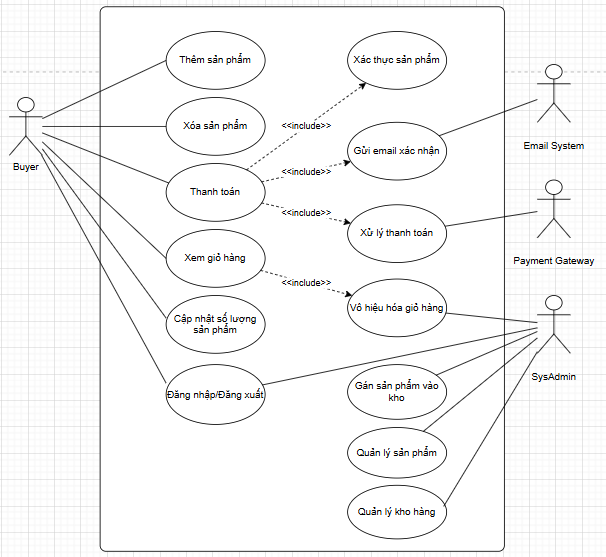 Thêm sản phẩm
Xác thực sản phẩm
Xóa sản phẩm
<<include>>
Buyer
Email System
Gửi email xác nhận
<<include>>
Thanh toán
<<include>>
Xử lý thanh toán
Xem giỏ hàng
Payment Gateway
<<include>>
Vô hiệu hóa giỏ hàng
Cập nhật số lượng
sản phẩm
SysAdmin
Đăng nhập/Đăng xuất
Gán sản phẩm vào
kho
Quản lý sản phẩm
Quản lý kho hàng